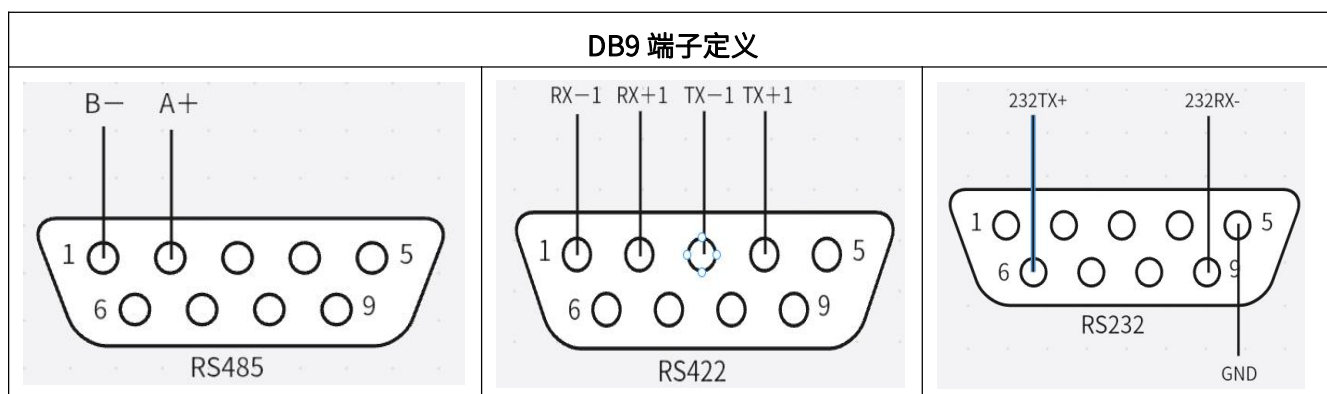 DB9 端子定义
B− A+
1 5
6 9
RS485
RX−1 RX+1 TX−1 TX+1
1 5
6 9
RS422
232TX+ 232RX-
1 5
6 9
RS232
GND